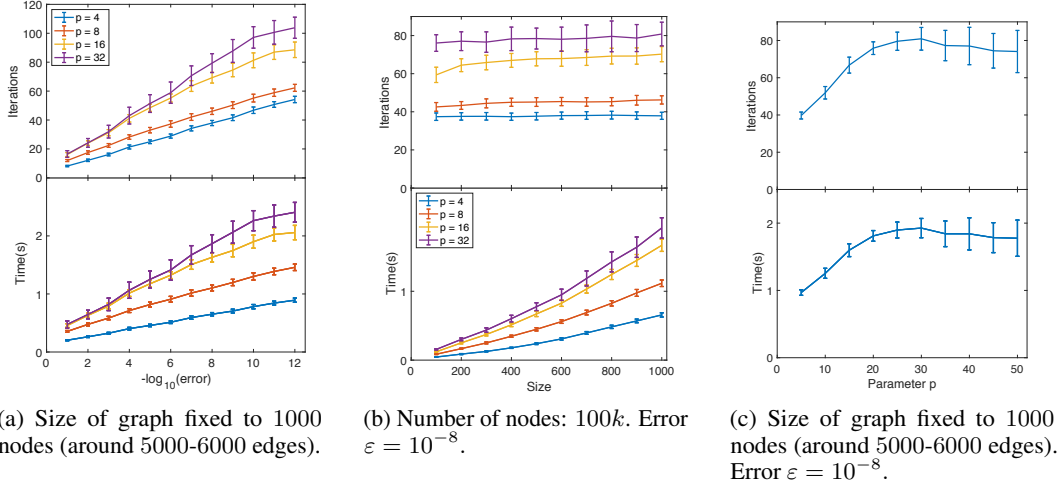 p = 4
p = 8
p = 16
p = 32
Iterations
100
80
60
40
20
0
Time(s)
2
1
0
0 2 4 6 8 10 12
-log10(error)
(a) Size of graph fixed to 1000
nodes (around 5000-6000 edges).
Iterations
80
60
40
20
0
p = 4
p = 8
p = 16
p = 32
Time(s)
1
0
200 400 600 800 1000
Size
(b) Number of nodes: 100k. Error
ε = 10⁻⁸.
Iterations
80
60
40
80
Time(s)
2
1
0
0 10 20 30 40 50
Parameter p
(c) Size of graph fixed to 1000
nodes (around 5000-6000 edges).
Error ε = 10⁻⁸.